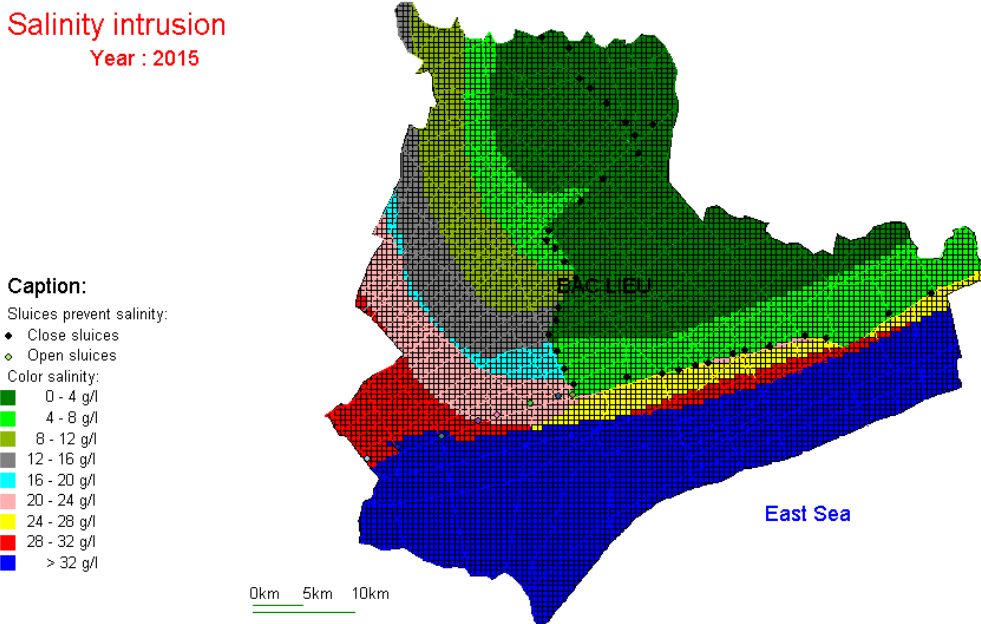 Salinity intrusion
Year : 2015
BAC LIEU
Caption:
Sluices prevent salinity:
Close sluices
Open sluices
Color salinity:
0 - 4 g/l
4 - 8 g/l
8 - 12 g/l
12 - 16 g/l
16 - 20 g/l
20 - 24 g/l
24 - 28 g/l
28 - 32 g/l
> 32 g/l
East Sea
0km 5km 10km